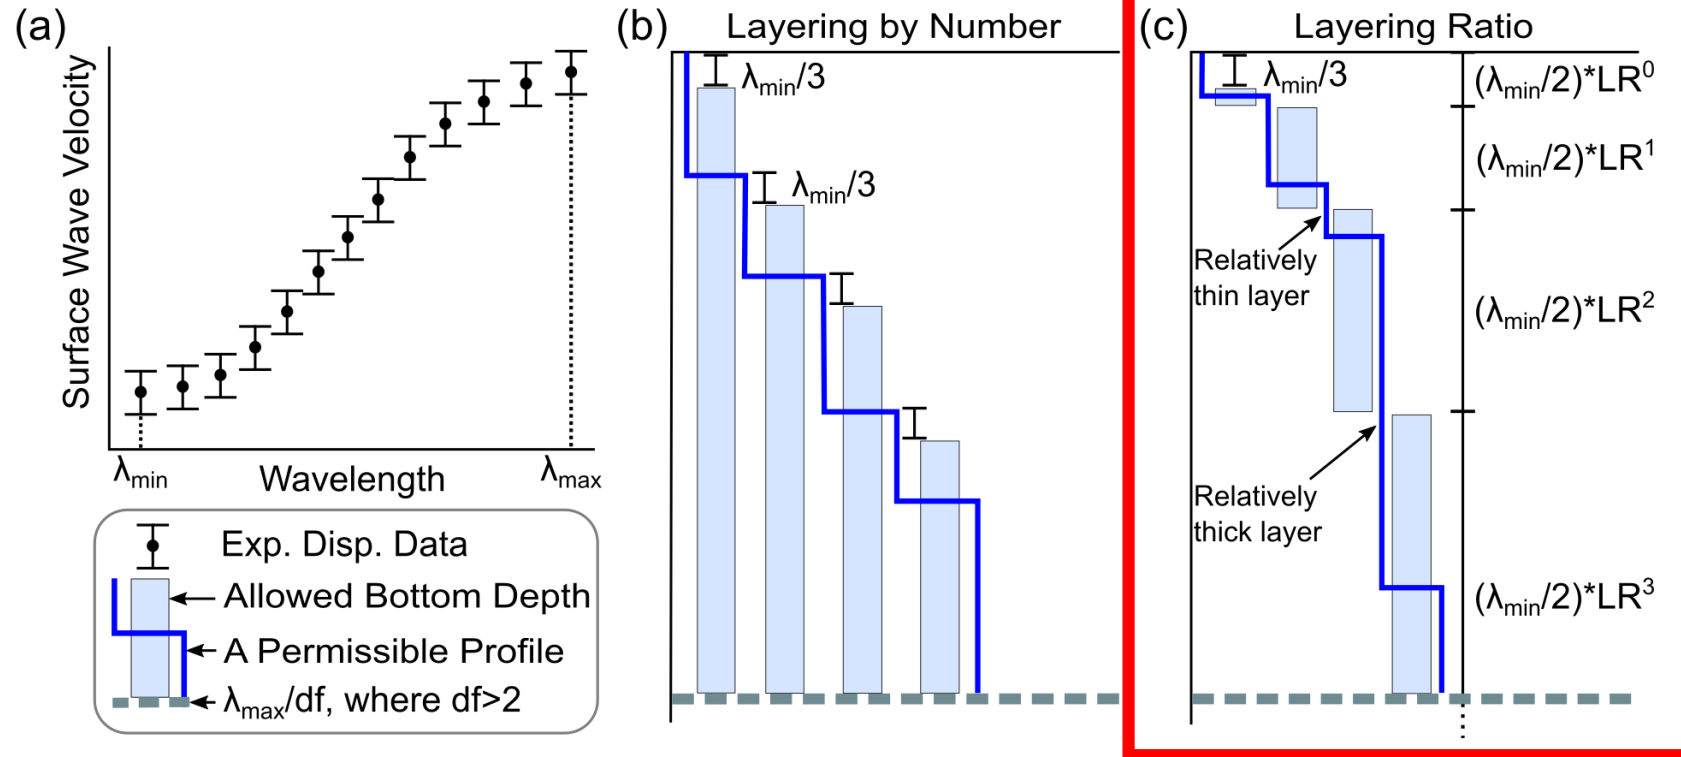 (a)
Surface Wave Velocity
λmin
Wavelength
λmax
Exp. Disp. Data
Allowed Bottom Depth
A Permissible Profile
λmax/df, where df>2
(b)
Layering by Number
λmin/3
λmin/3
(c)
Layering Ratio
λmin/3
(λmin/2)*LR⁰
(λmin/2)*LR¹
Relatively
thin layer
(λmin/2)*LR²
Relatively
thick layer
(λmin/2)*LR³